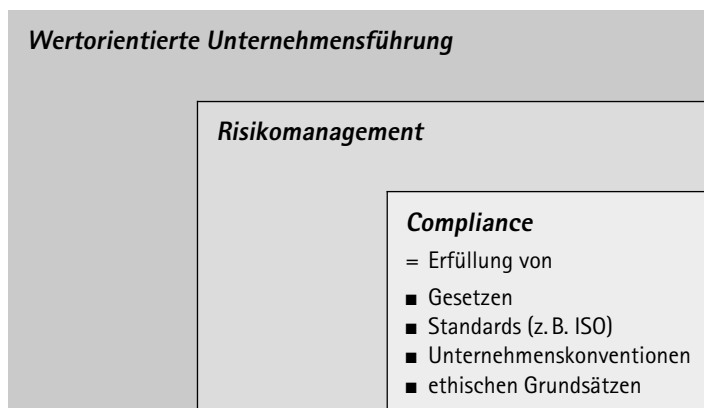 Wertorientierte Unternehmensführung
Risikomanagement
Compliance
= Erfüllung von
■ Gesetzen
■ Standards (z. B. ISO)
■ Unternehmenskonventionen
■ ethischen Grundsätzen